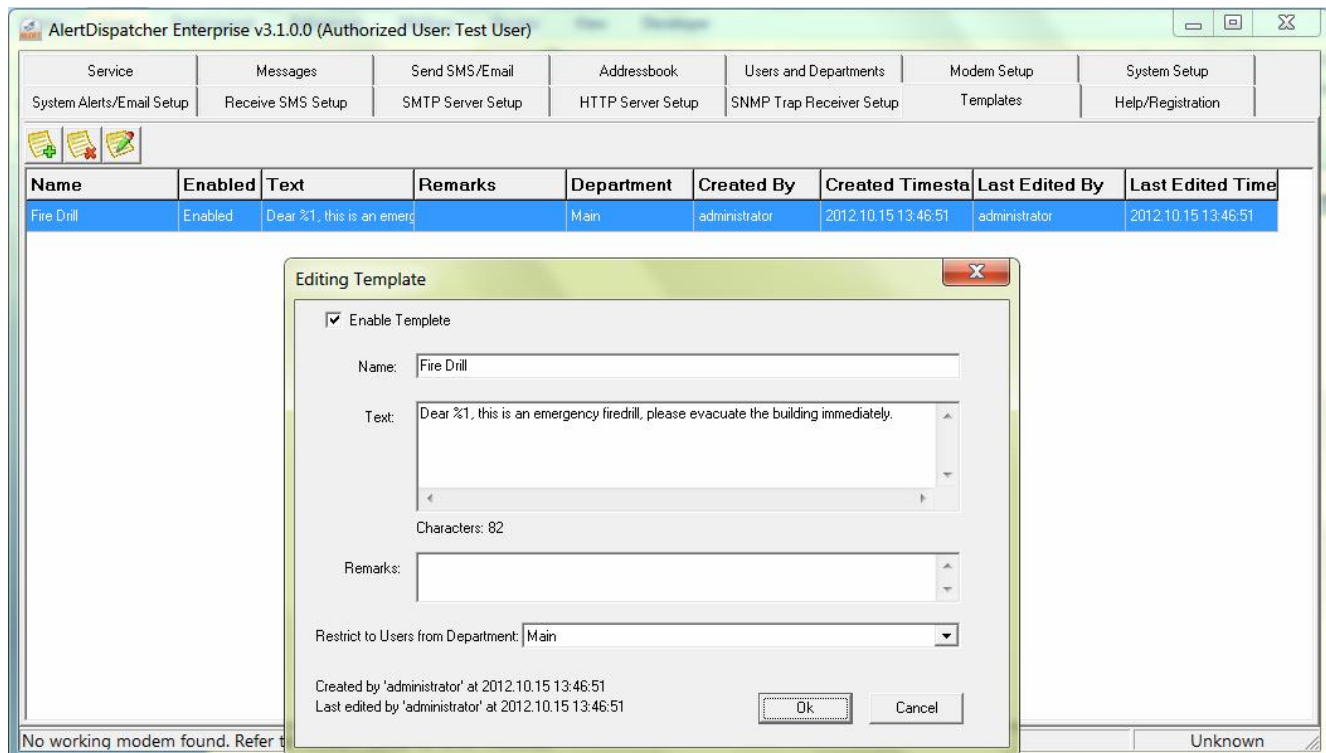 AlertDispatcher Enterprise v3.1.0.0 (Authorized User: Test User)
Service Messages Send SMS/Email Addressbook Users and Departments Modem Setup System Setup
System Alerts/Email Setup Receive SMS Setup SMTP Server Setup HTTP Server Setup SNMP Trap Receiver Setup Templates Help/Registration
Name Enabled Text Remarks Department Created By Created Timesta Last Edited By Last Edited Time
Fire Drill Enabled Dear %1, this is an emerg Main administrator 2012.10.15 13:46:51 administrator 2012.10.15 13:46:51
Editing Template
Enable Templete
Name: Fire Drill
Text: Dear %1, this is an emergency firedrill, please evacuate the building immediately.
Characters: 82
Remarks:
Restrict to Users from Department: Main
Created by 'administrator' at 2012.10.15 13:46:51
Last edited by 'administrator' at 2012.10.15 13:46:51
Ok Cancel
No working modem found. Refer t Unknown